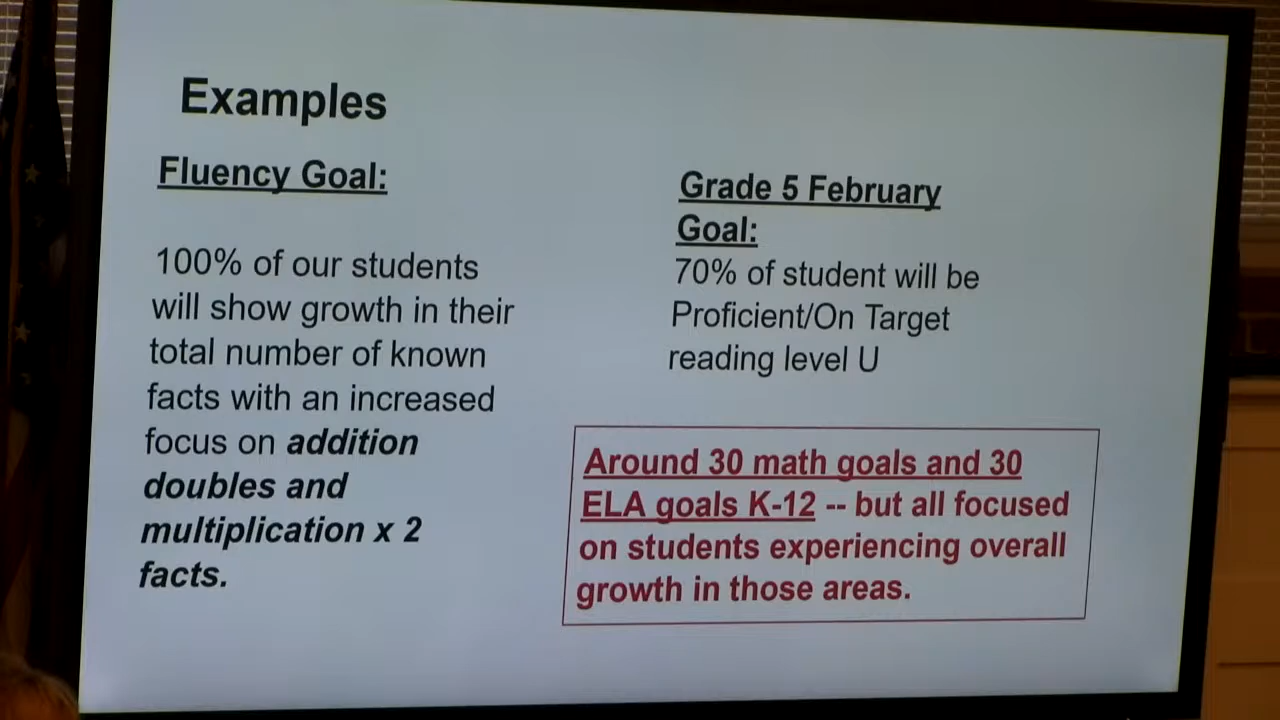 Examples
Fluency Goal:
100% of our students
will show growth in their
total number of known
facts with an increased
focus on addition
doubles and
multiplication x 2
facts.
Grade 5 February
Goal:
70% of student will be
Proficient/On Target
reading level U
Around 30 math goals and 30
ELA goals K-12 -- but all focused
on students experiencing overall
growth in those areas.